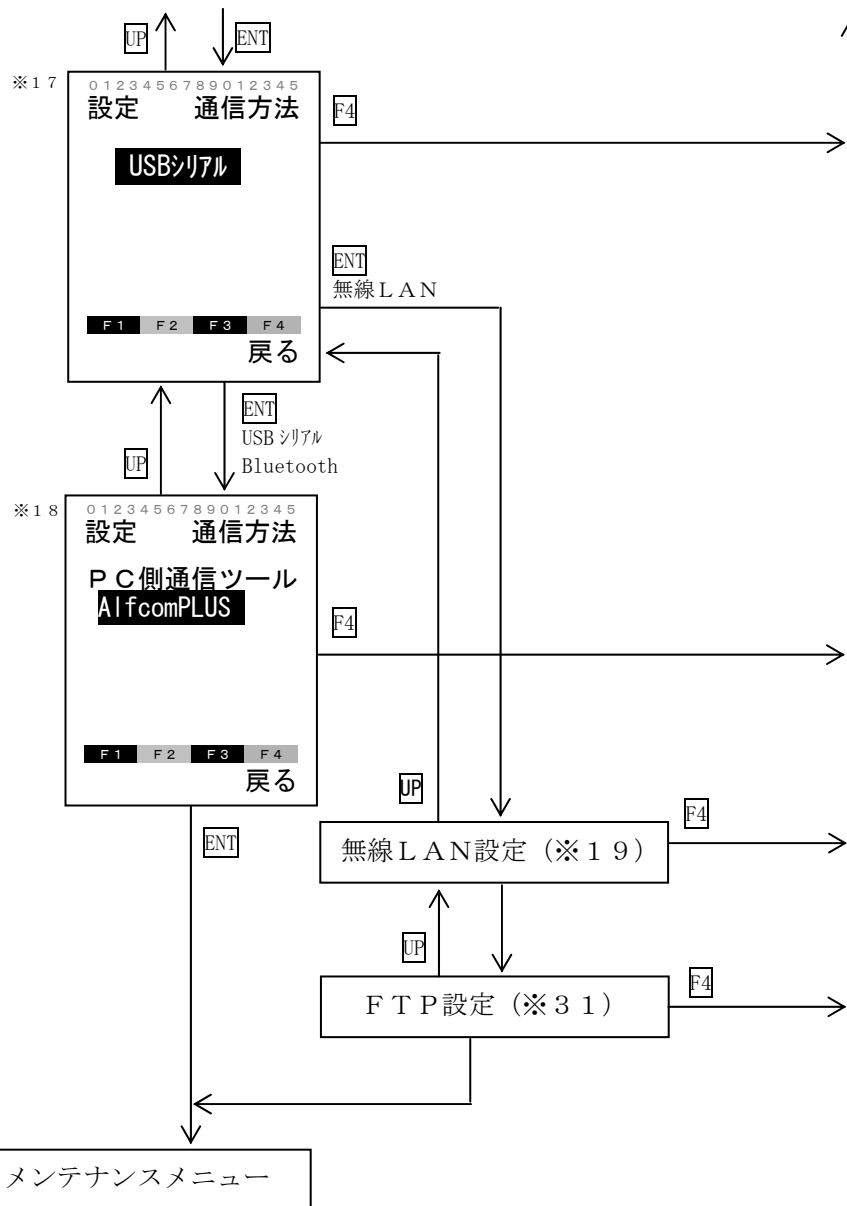 UP
ENT
※１７
０１２３４５６７８９０１２３４５
設定　　通信方法
F4
USBｼﾘｱﾙ
ENT
無線ＬＡＮ
Ｆ１　Ｆ２　Ｆ３　Ｆ４
戻る
ENT
USBｼﾘｱﾙ
Bluetooth
UP
※１８
０１２３４５６７８９０１２３４５
設定　　通信方法
ＰＣ側通信ツール
AlfcomPLUS
F4
Ｆ１　Ｆ２　Ｆ３　Ｆ４
戻る
UP
ENT
無線ＬＡＮ設定（※１９）
F4
UP
ＦＴＰ設定（※３１）
F4
メンテナンスメニュー